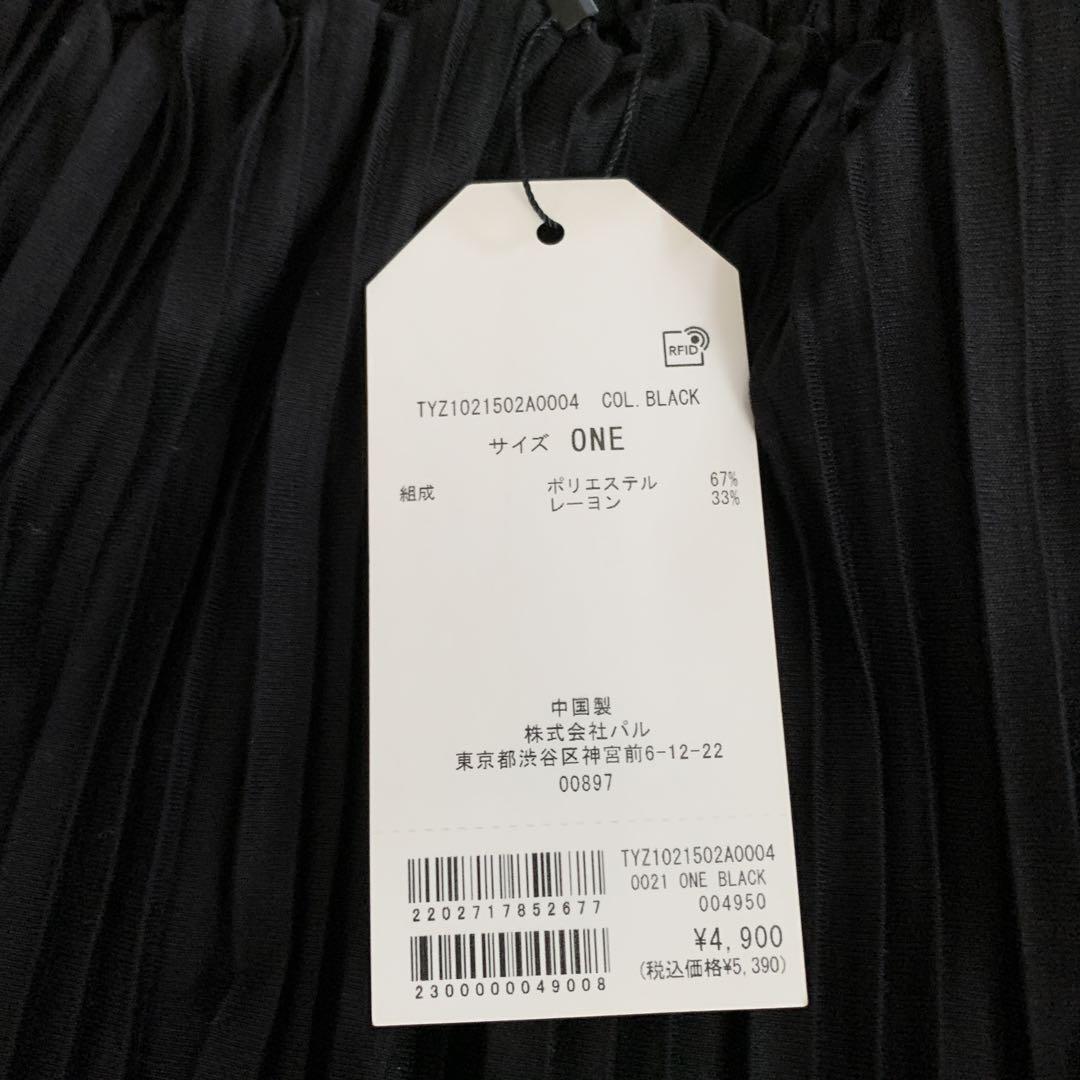 RFID
TYZ1021502A0004 COL.BLACK
サイズ ONE
組成 ポリエステル 67%
レーヨン 33%
中国製
株式会社パル
東京都渋谷区神宮前6-12-22
00897
TYZ1021502A0004
0021 ONE BLACK
004950
2202717852677
¥4,900
(税込価格¥5,390)
2300000049008